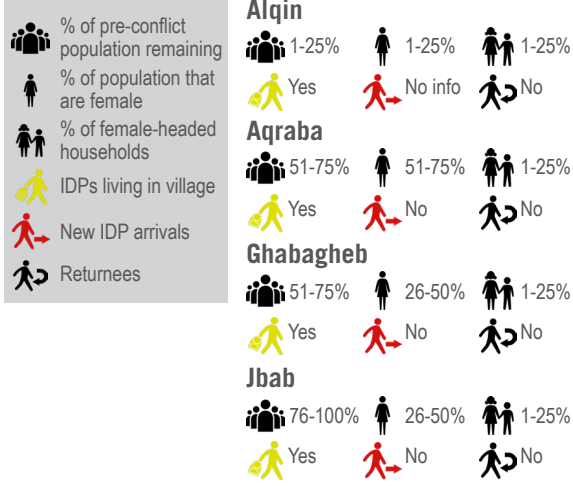 % of pre-conflict
population remaining
% of population that
are female
% of female-headed
households
IDPs living in village
New IDP arrivals
Returnees
Alqin
1-25% 1-25% 1-25%
Yes No info No
Aqraba
51-75% 51-75% 1-25%
Yes No No
Ghabagheb
51-75% 26-50% 1-25%
Yes No No
Jbab
76-100% 26-50% 1-25%
Yes No No